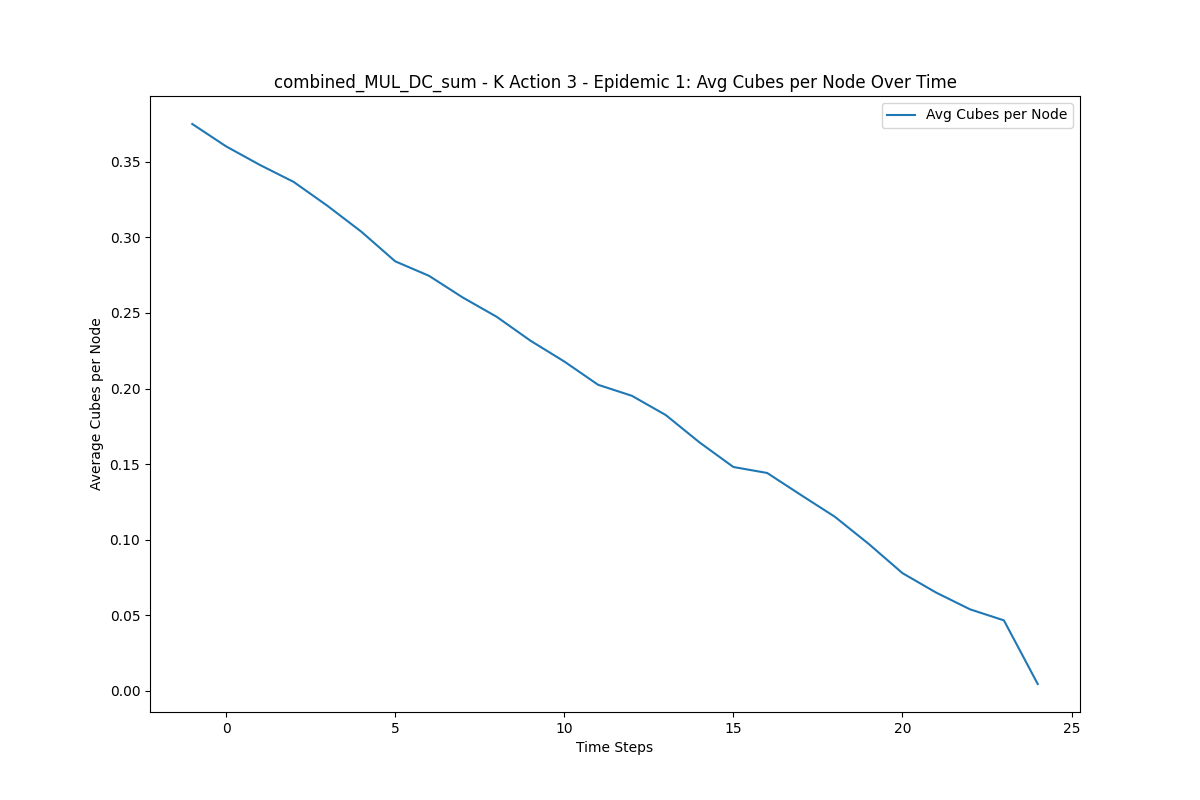 combined_MUL_DC_sum - K Action 3 - Epidemic 1: Avg Cubes per Node Over Time
Avg Cubes per Node
Average Cubes per Node
0.35
0.30
0.25
0.20
0.15
0.10
0.05
0.00
0 5 10 15 20 25
Time Steps